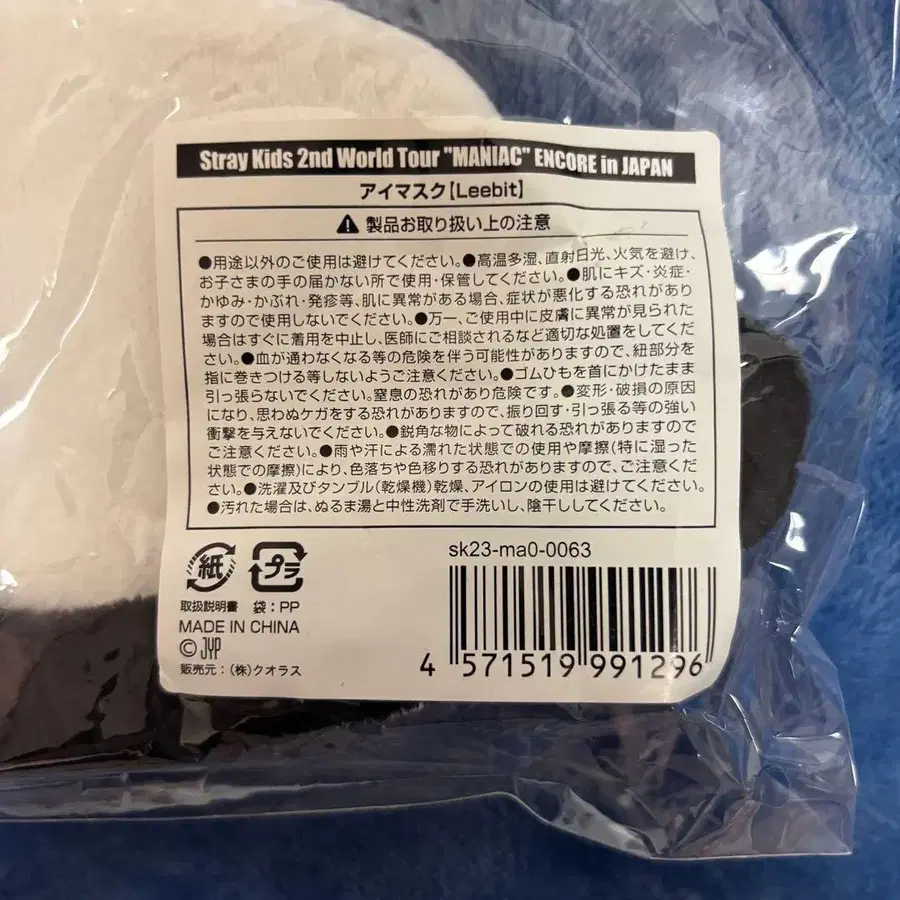 Stray Kids 2nd World Tour "MANIAC" ENCORE in JAPAN
アイマスク【Leebit】
製品お取り扱い上の注意
●用途以外のご使用は避けてください。●高温多湿、直射日光、火気を避け、
お子さまの手の届かない所で使用・保管してください。●肌にキズ・炎症・
かゆみ・かぶれ・発疹等、肌に異常がある場合、症状が悪化する恐れがあり
ますので使用しないでください。●万一、ご使用中に皮膚に異常が見られた
場合はすぐに着用を中止し、医師にご相談されるなど適切な処置をしてくだ
さい。●血が通わなくなる等の危険を伴う可能性がありますので、紐部分を
指に巻きつける等しないようご注意ください。●ゴムひもを首にかけたまま
引っ張らないでください。窒息の恐れがあり危険です。●変形・破損の原因
になり、思わぬケガをする恐れがありますので、振り回す・引っ張る等の強い
衝撃を与えないでください。●鋭角な物によって破れる恐れがありますので
ご注意ください。●雨や汗による濡れた状態での使用や摩擦(特に湿った
状態での摩擦)により、色落ちや色移りする恐れがありますので、ご注意くだ
さい。●洗濯及びタンブル(乾燥機)乾燥、アイロンの使用は避けてください。
●汚れた場合は、ぬるま湯と中性洗剤で手洗いし、陰干ししてください。
紙 プラ
取扱説明書 袋:PP
MADE IN CHINA
© JYP
販売元:(株)クオラス
sk23-ma0-0063
4 571519 991296